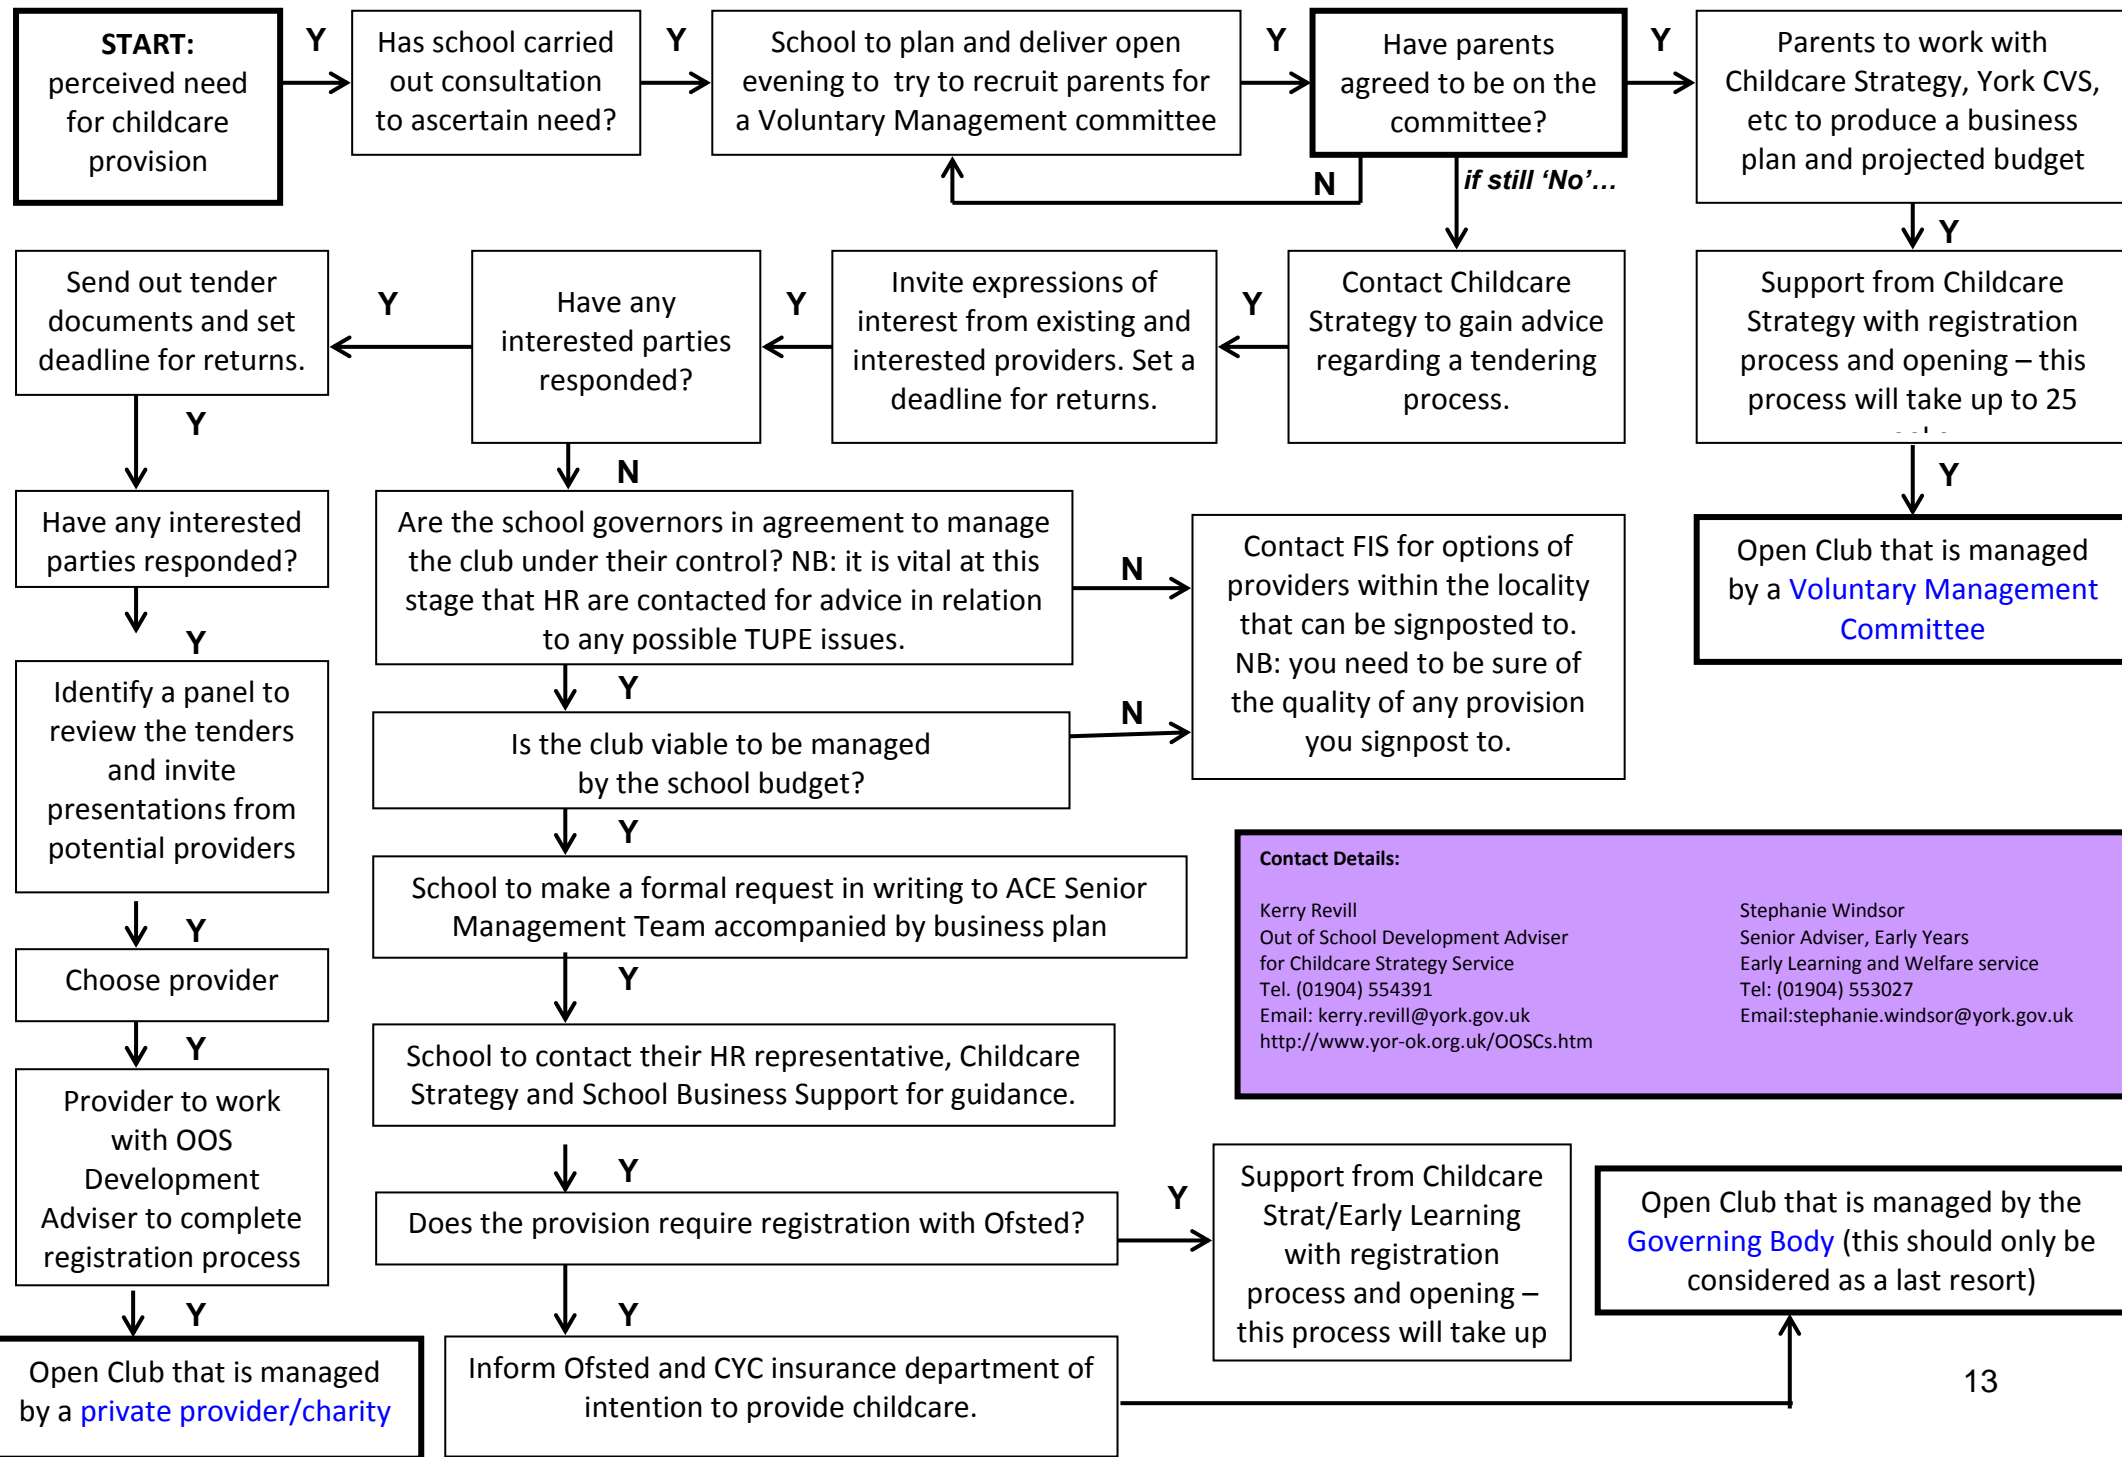 START:
perceived need
for childcare
provision
Y
Has school carried
out consultation
to ascertain need?
Y
School to plan and deliver open
evening to try to recruit parents for
a Voluntary Management committee
Y
Have parents
agreed to be on the
committee?
Y
Parents to work with
Childcare Strategy, York CVS,
etc to produce a business
plan and projected budget
N
if still ‘No’…
Y
Send out tender
documents and set
deadline for returns.
Y
Have any
interested parties
responded?
Y
Invite expressions of
interest from existing and
interested providers. Set a
deadline for returns.
Y
Contact Childcare
Strategy to gain advice
regarding a tendering
process.
Support from Childcare
Strategy with registration
process and opening – this
process will take up to 25
Y
N
Y
Have any interested
parties responded?
Are the school governors in agreement to manage
the club under their control? NB: it is vital at this
stage that HR are contacted for advice in relation
to any possible TUPE issues.
N
Contact FIS for options of
providers within the locality
that can be signposted to.
NB: you need to be sure of
the quality of any provision
you signpost to.
Open Club that is managed
by a Voluntary Management
Committee
Y
Y
Identify a panel to
review the tenders
and invite
presentations from
potential providers
Is the club viable to be managed
by the school budget?
N
Y
School to make a formal request in writing to ACE Senior
Management Team accompanied by business plan
Contact Details:
Kerry Revill
Out of School Development Adviser
for Childcare Strategy Service
Tel. (01904) 554391
Email: kerry.revill@york.gov.uk
http://www.yor-ok.org.uk/OOSCs.htm
Stephanie Windsor
Senior Adviser, Early Years
Early Learning and Welfare service
Tel: (01904) 553027
Email:stephanie.windsor@york.gov.uk
Y
Choose provider
Y
School to contact their HR representative, Childcare
Strategy and School Business Support for guidance.
Y
Provider to work
with OOS
Development
Adviser to complete
registration process
Y
Does the provision require registration with Ofsted?
Y
Support from Childcare
Strat/Early Learning
with registration
process and opening –
this process will take up
Open Club that is managed by the
Governing Body (this should only be
considered as a last resort)
Y
Y
Open Club that is managed
by a private provider/charity
Inform Ofsted and CYC insurance department of
intention to provide childcare.
13